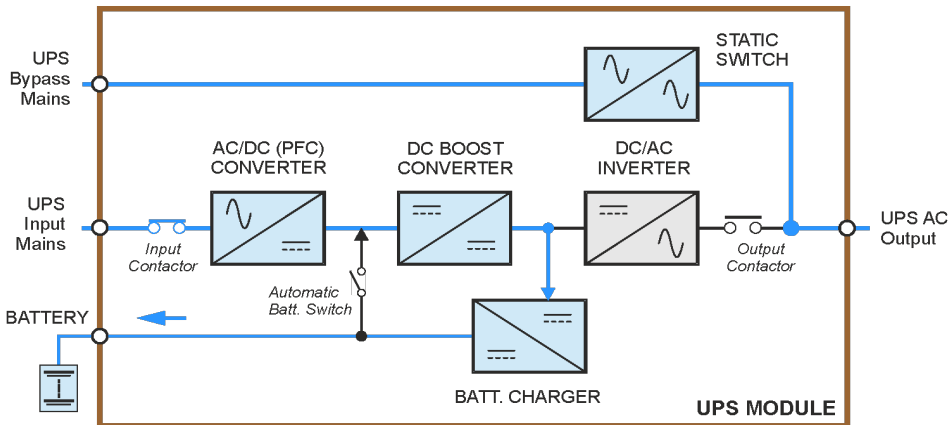 STATIC
SWITCH
UPS
Bypass
Mains
AC/DC (PFC)
CONVERTER
DC BOOST
CONVERTER
DC/AC
INVERTER
UPS
Input
Mains
Input
Contactor
Output
Contactor
UPS AC
Output
Automatic
Batt. Switch
BATTERY
BATT. CHARGER
UPS MODULE